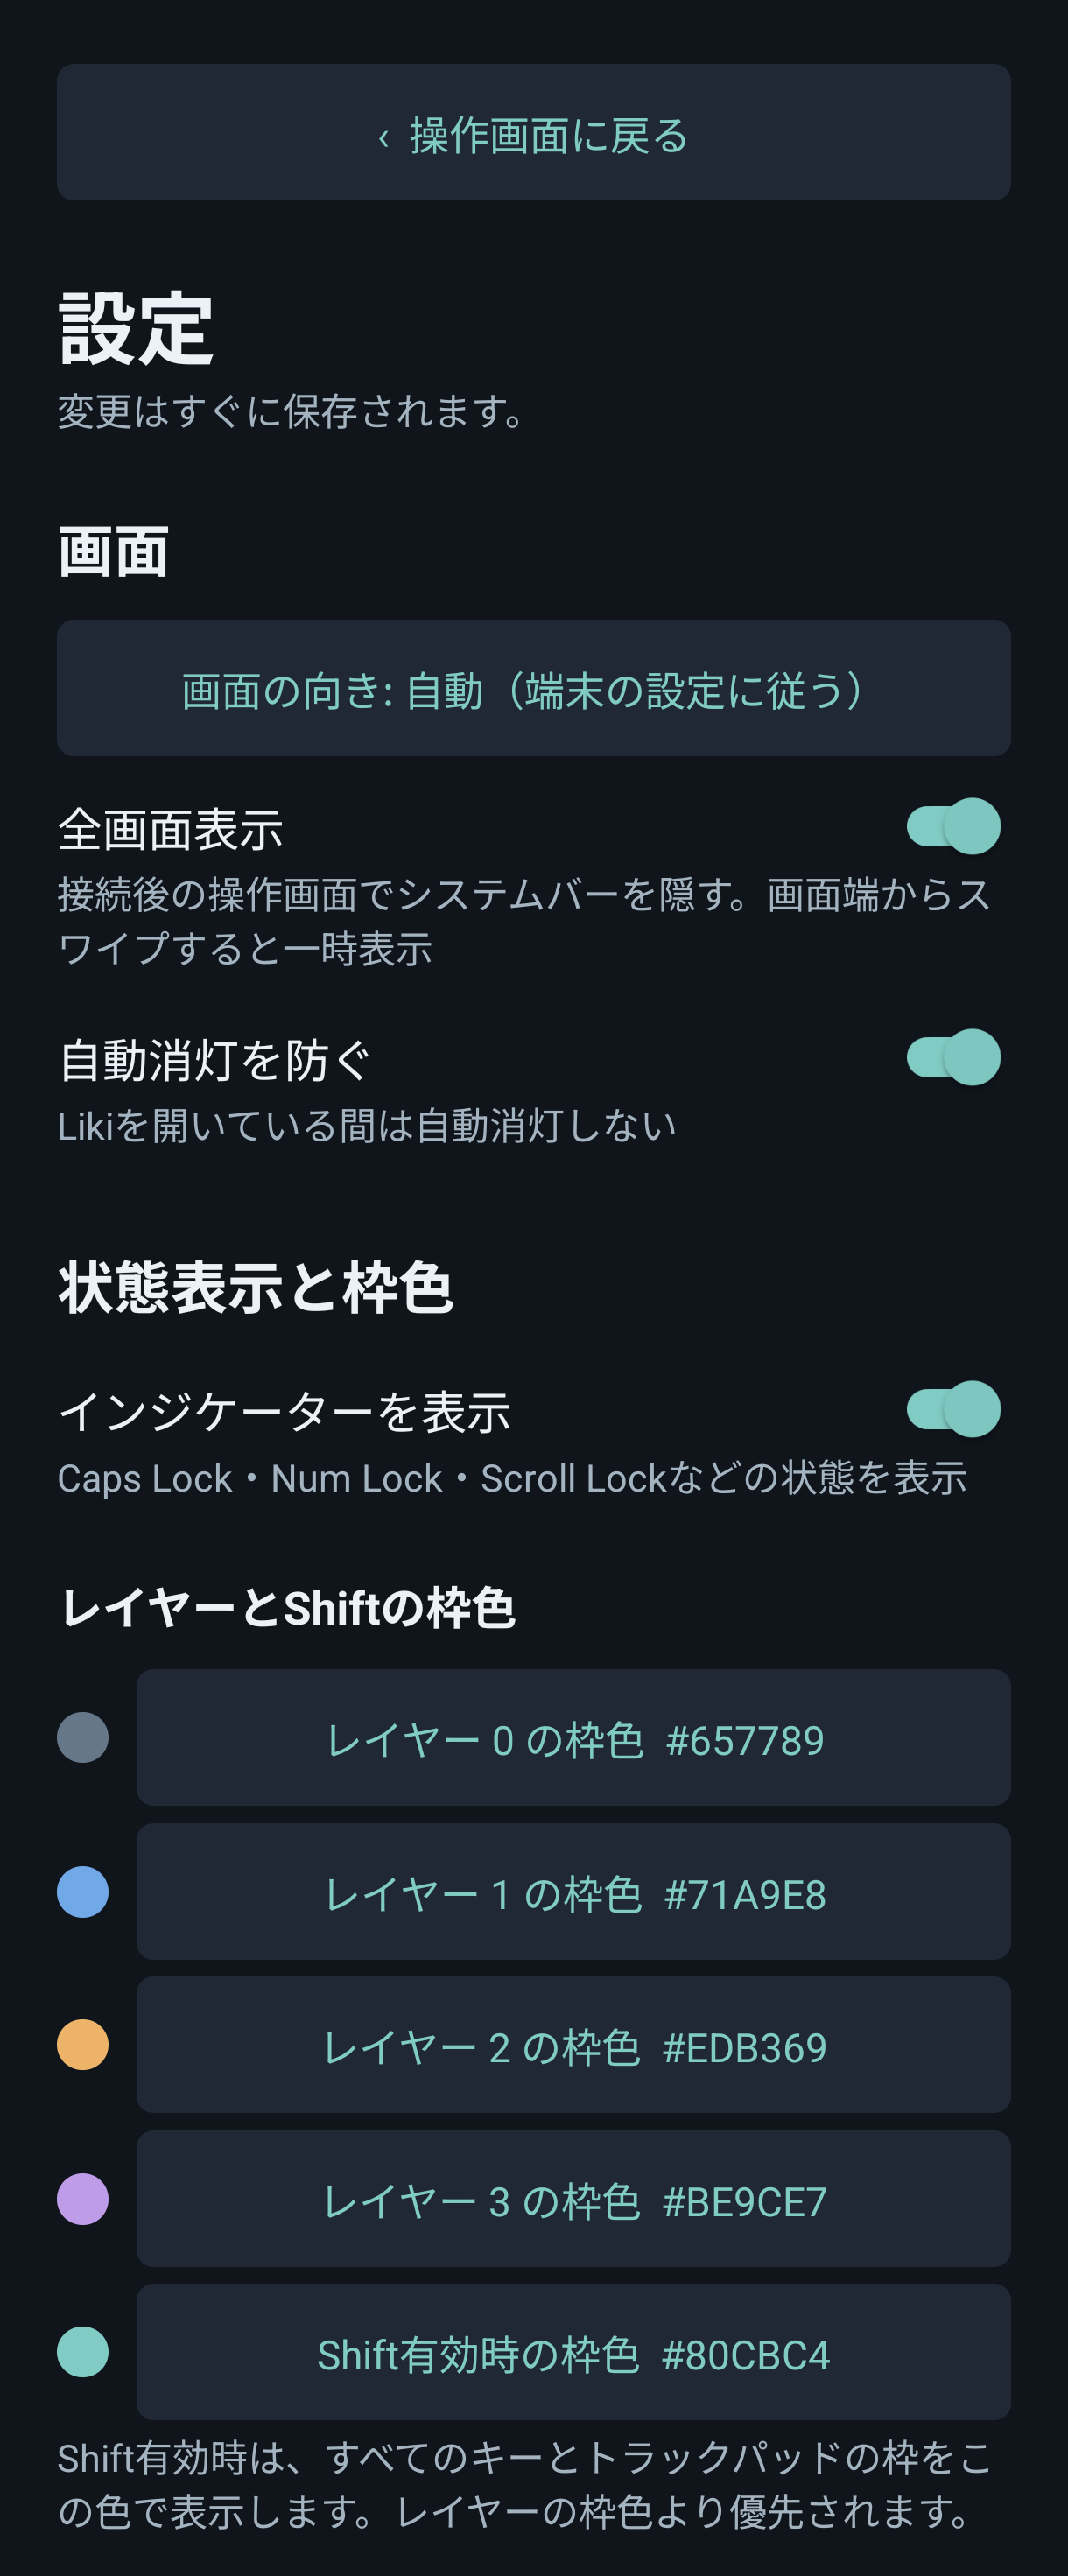 ‹ 操作画面に戻る
設定
変更はすぐに保存されます。
画面
画面の向き: 自動（端末の設定に従う）
全画面表示
接続後の操作画面でシステムバーを隠す。画面端からス
ワイプすると一時表示
自動消灯を防ぐ
Likiを開いている間は自動消灯しない
状態表示と枠色
インジケーターを表示
Caps Lock・Num Lock・Scroll Lockなどの状態を表示
レイヤーとShiftの枠色
レイヤー 0 の枠色 #657789
レイヤー 1 の枠色 #71A9E8
レイヤー 2 の枠色 #EDB369
レイヤー 3 の枠色 #BE9CE7
Shift有効時の枠色 #80CBC4
Shift有効時は、すべてのキーとトラックパッドの枠をこ
の色で表示します。レイヤーの枠色より優先されます。